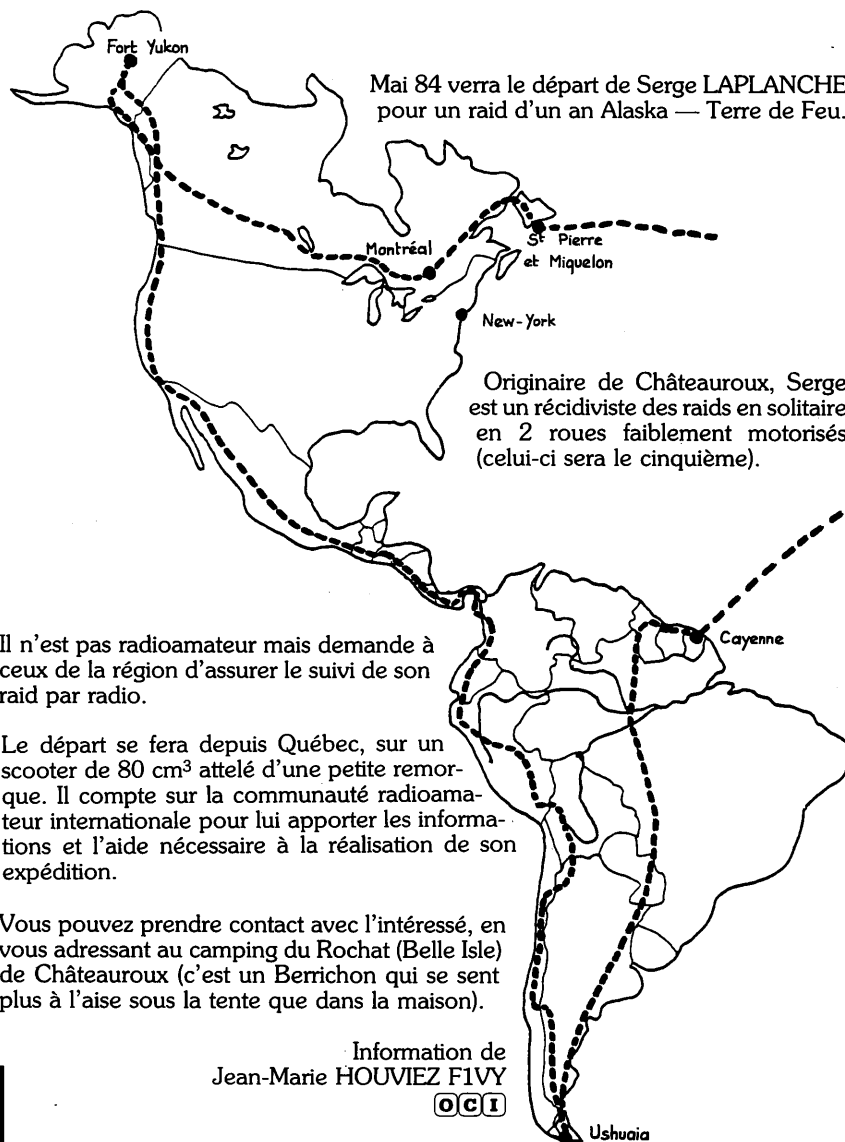 Fort Yukon
Mai 84 verra le départ de Serge LAPLANCHE
pour un raid d'un an Alaska — Terre de Feu.
Montréal
St Pierre
et Miquelon
New-York
Originaire de Châteauroux, Serge
est un récidiviste des raids en solitaire
en 2 roues faiblement motorisés
(celui-ci sera le cinquième).
Cayenne
Il n'est pas radioamateur mais demande à
ceux de la région d'assurer le suivi de son
raid par radio.
Le départ se fera depuis Québec, sur un
scooter de 80 cm³ attelé d'une petite remor-
que. Il compte sur la communauté radioama-
teur internationale pour lui apporter les informa-
tions et l'aide nécessaire à la réalisation de son
expédition.
Vous pouvez prendre contact avec l'intéressé, en
vous adressant au camping du Rochat (Belle Isle)
de Châteauroux (c'est un Berrichon qui se sent
plus à l'aise sous la tente que dans la maison).
Information de
Jean-Marie HOUVIEZ F1VY
OCI
Ushuaia